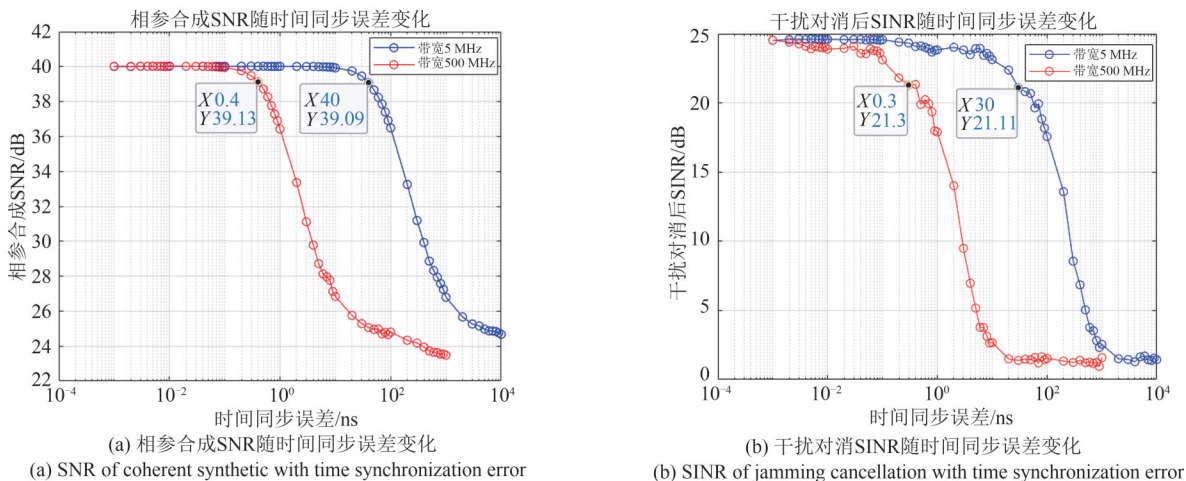 相参合成SNR随时间同步误差变化
42
40
38
36
34
32
30
28
26
24
22
10⁻⁴
10⁻²
10⁰
10²
10⁴
相参合成SNR/dB
时间同步误差/ns
带宽5 MHz
带宽500 MHz
X 0.4
Y 39.13
X 40
Y 39.09
(a) 相参合成SNR随时间同步误差变化
(a) SNR of coherent synthetic with time synchronization error
干扰对消后SINR随时间同步误差变化
25
20
15
10
5
0
10⁻⁴
10⁻²
10⁰
10²
10⁴
干扰对消后SINR/dB
时间同步误差/ns
带宽5 MHz
带宽500 MHz
X 0.3
Y 21.3
X 30
Y 21.11
(b) 干扰对消SINR随时间同步误差变化
(b) SINR of jamming cancellation with time synchronization error